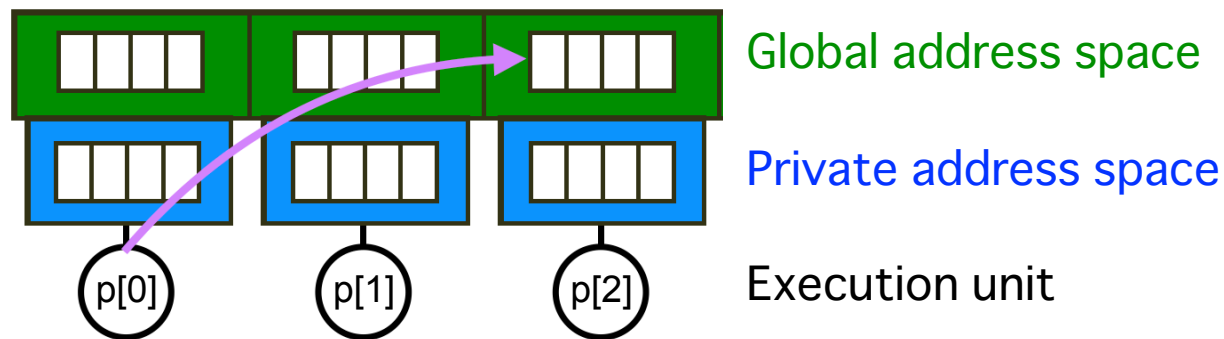 Global address space
Private address space
p[0] p[1] p[2] Execution unit